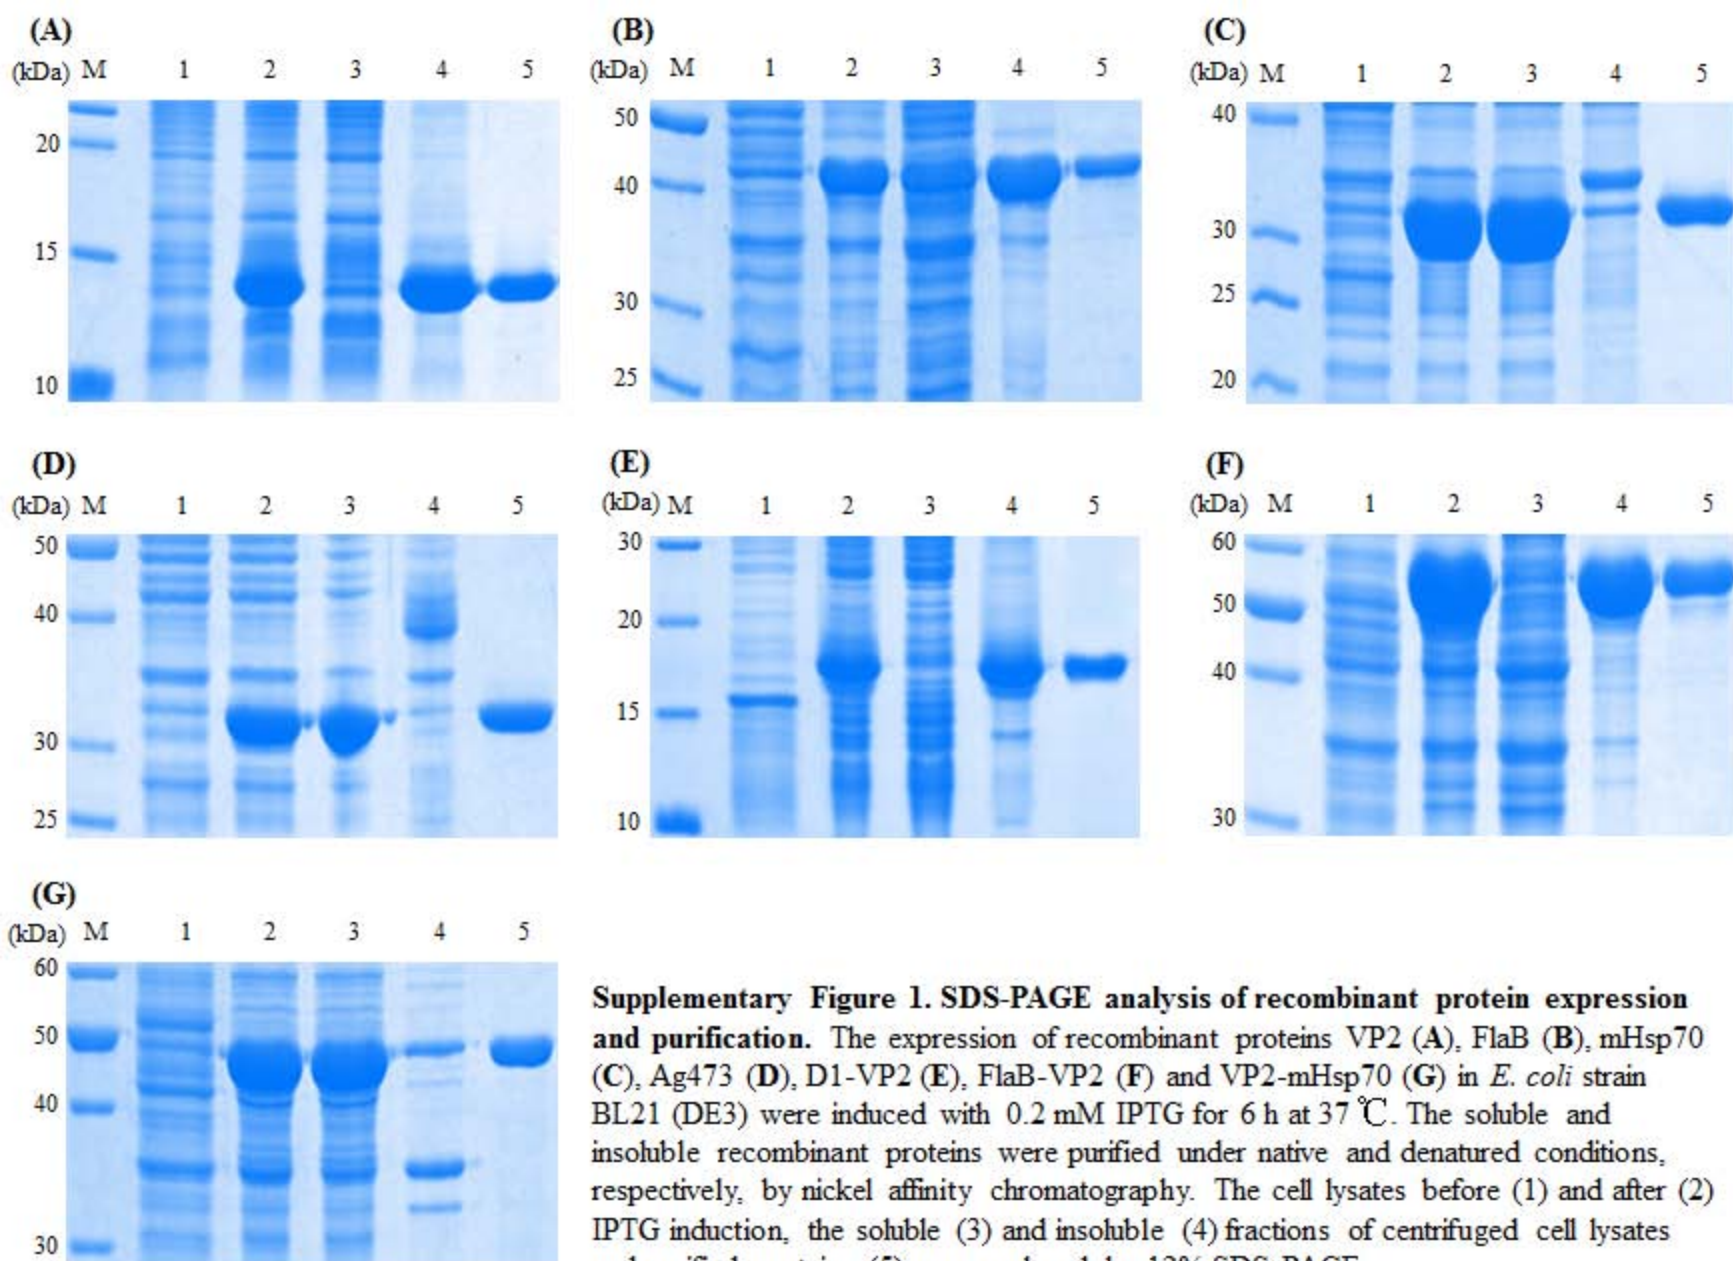 (A)
(kDa) M 1 2 3 4 5
20
15
10
(B)
(kDa) M 1 2 3 4 5
50
40
30
25
(C)
(kDa) M 1 2 3 4 5
40
30
25
20
(D)
(kDa) M 1 2 3 4 5
50
40
30
25
(E)
(kDa) M 1 2 3 4 5
30
20
15
10
(F)
(kDa) M 1 2 3 4 5
60
50
40
30
(G)
(kDa) M 1 2 3 4 5
60
50
40
30
Supplementary Figure 1. SDS-PAGE analysis of recombinant protein expression
and purification. The expression of recombinant proteins VP2 (A), FlaB (B), mHsp70
(C), Ag473 (D), D1-VP2 (E), FlaB-VP2 (F) and VP2-mHsp70 (G) in E. coli strain
BL21 (DE3) were induced with 0.2 mM IPTG for 6 h at 37 ℃. The soluble and
insoluble recombinant proteins were purified under native and denatured conditions,
respectively, by nickel affinity chromatography. The cell lysates before (1) and after (2)
IPTG induction, the soluble (3) and insoluble (4) fractions of centrifuged cell lysates
(5) 12% SDS-PAGE